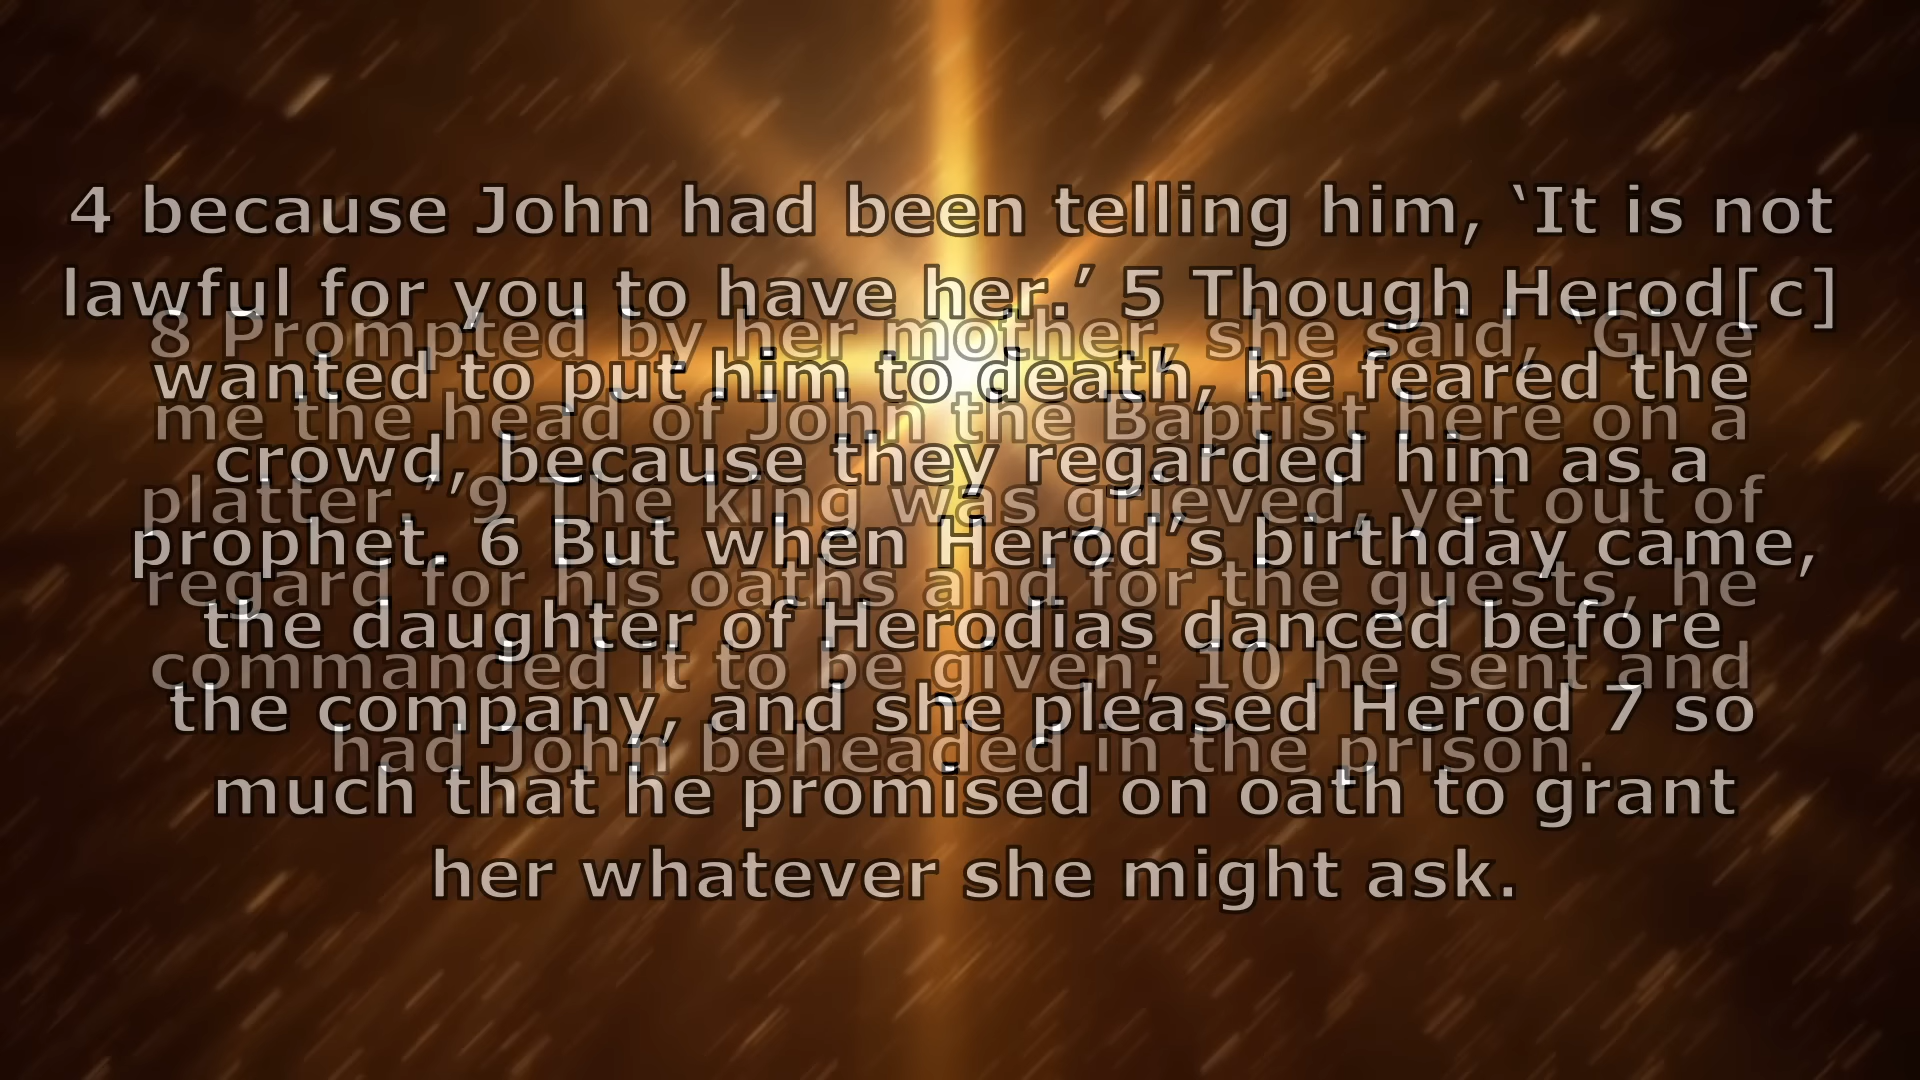 4 because John had been telling him, ‘It is not
lawful for you to have her.’ 5 Though Herod[c]
wanted to put him to death, he feared the
crowd, because they regarded him as a
prophet. 6 But when Herod’s birthday came,
the daughter of Herodias danced before
the company, and she pleased Herod 7 so
much that he promised on oath to grant
her whatever she might ask.
8 Prompted by her mother, she said, ‘Give
me the head of John the Baptist here on a
platter.’ 9 The king was grieved, yet out of
regard for his oaths and for the guests, he
commanded it to be given; 10 he sent and
had John beheaded in the prison.